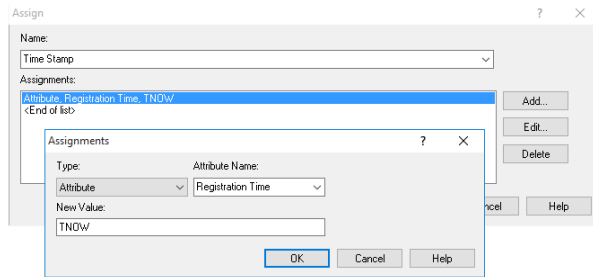 Assign
?
Name:
Time Stamp
Assignments:
Attribute, Registration Time, TNOW
<End of list>
Add...
Edit...
Delete
Help
Assignments
?
Type:
Attribute Name:
Attribute
Registration Time
New Value:
TNOW
OK
Cancel
Help